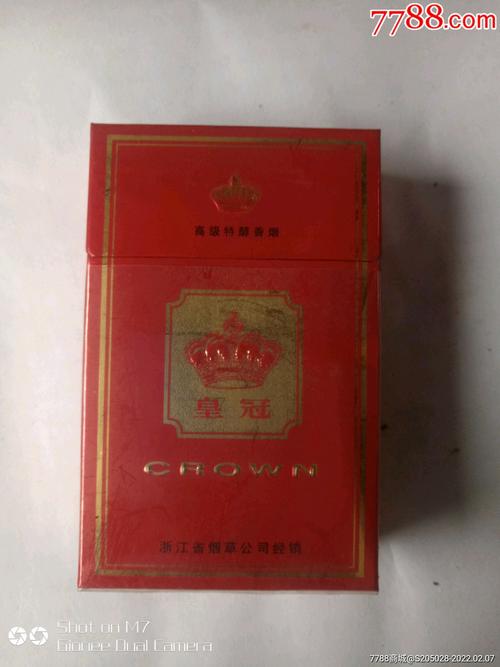 7788.com
高级特醇香烟
皇冠
CROWN
浙江省烟草公司经销
Shot on M7
Gionee Dual Camera
7788商城@S205028-2022.02.07